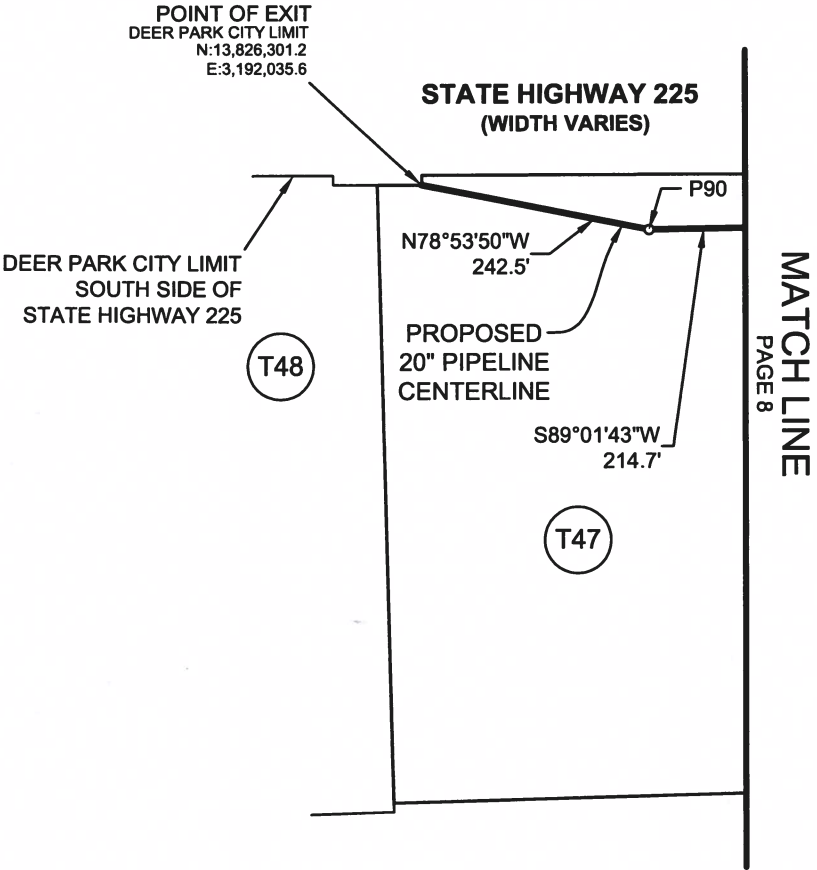 POINT OF EXIT
DEER PARK CITY LIMIT
N:13,826,301.2
E:3,192,035.6
STATE HIGHWAY 225
(WIDTH VARIES)
P90
N78°53'50"W
242.5'
DEER PARK CITY LIMIT
SOUTH SIDE OF
STATE HIGHWAY 225
PROPOSED
20" PIPELINE
CENTERLINE
T48
S89°01'43"W
214.7'
T47
MATCH LINE
PAGE 8